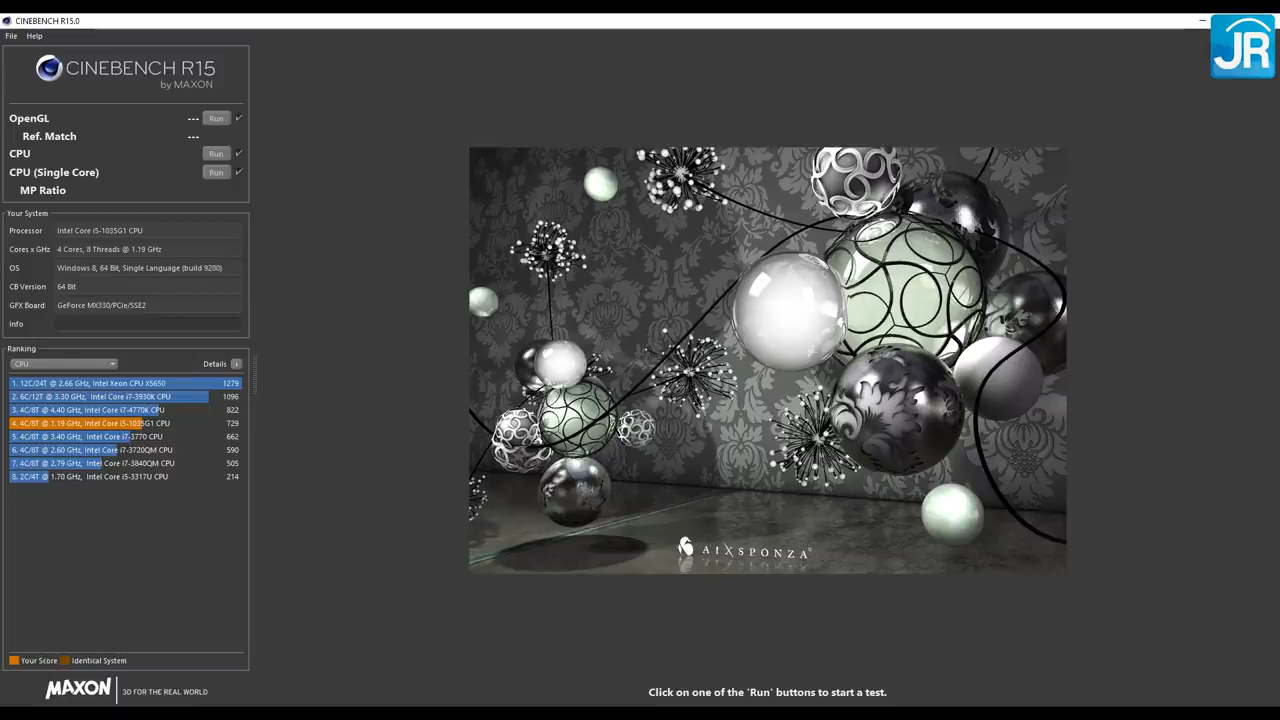 CINEBENCH R15.0
File Help
JR
CINEBENCH R15
by MAXON
OpenGL --- Run
Ref. Match ---
CPU Run
CPU (Single Core) Run
MP Ratio
Your System
Processor Intel Core i5-1035G1 CPU
Cores x GHz 4 Cores, 8 Threads @ 1.19 GHz
OS Windows 8, 64 Bit, Single Language (build 9200)
CB Version 64 Bit
GFX Board GeForce MX330/PCIe/SSE2
Info
Ranking
CPU Details
1. 12C/24T @ 2.66 GHz, Intel Xeon CPU X5650 1279
2. 6C/12T @ 3.30 GHz, Intel Core i7-3930K CPU 1096
3. 4C/8T @ 4.40 GHz, Intel Core i7-4770K CPU 822
4. 4C/8T @ 1.19 GHz, Intel Core i5-1035G1 CPU 729
5. 4C/8T @ 3.40 GHz, Intel Core i7-3770 CPU 662
6. 4C/8T @ 2.60 GHz, Intel Core i7-3720QM CPU 590
7. 4C/8T @ 2.79 GHz, Intel Core i7-3840QM CPU 505
8. 2C/4T @ 1.70 GHz, Intel Core i5-3317U CPU 214
AIXSPONZA©
Your Score Identical System
MAXON 3D FOR THE REAL WORLD
Click on one of the 'Run' buttons to start a test.